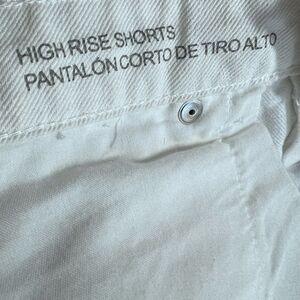 HIGH RISE SHORTS
PANTALÓN CORTO DE TIRO ALTO